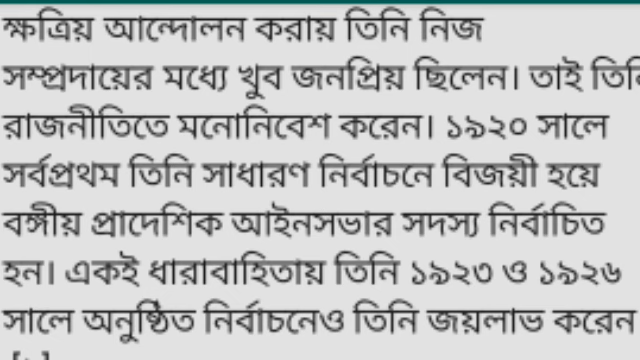 ক্ষত্রিয় আন্দোলন করায় তিনি নিজ
সম্প্রদায়ের মধ্যে খুব জনপ্রিয় ছিলেন। তাই
রাজনীতিতে মনোনিবেশ করেন। ১৯২০ সালে
সর্বপ্রথম তিনি সাধারণ নির্বাচনে বিজয়ী হয়ে
বঙ্গীয় প্রাদেশিক আইনসভার সদস্য নির্বাচিত
হন। একই ধারাবাহিতায় তিনি ১৯২৩ ও ১৯২৬
সালে অনুষ্ঠিত নির্বাচনেও তিনি জয়লাভ করেন